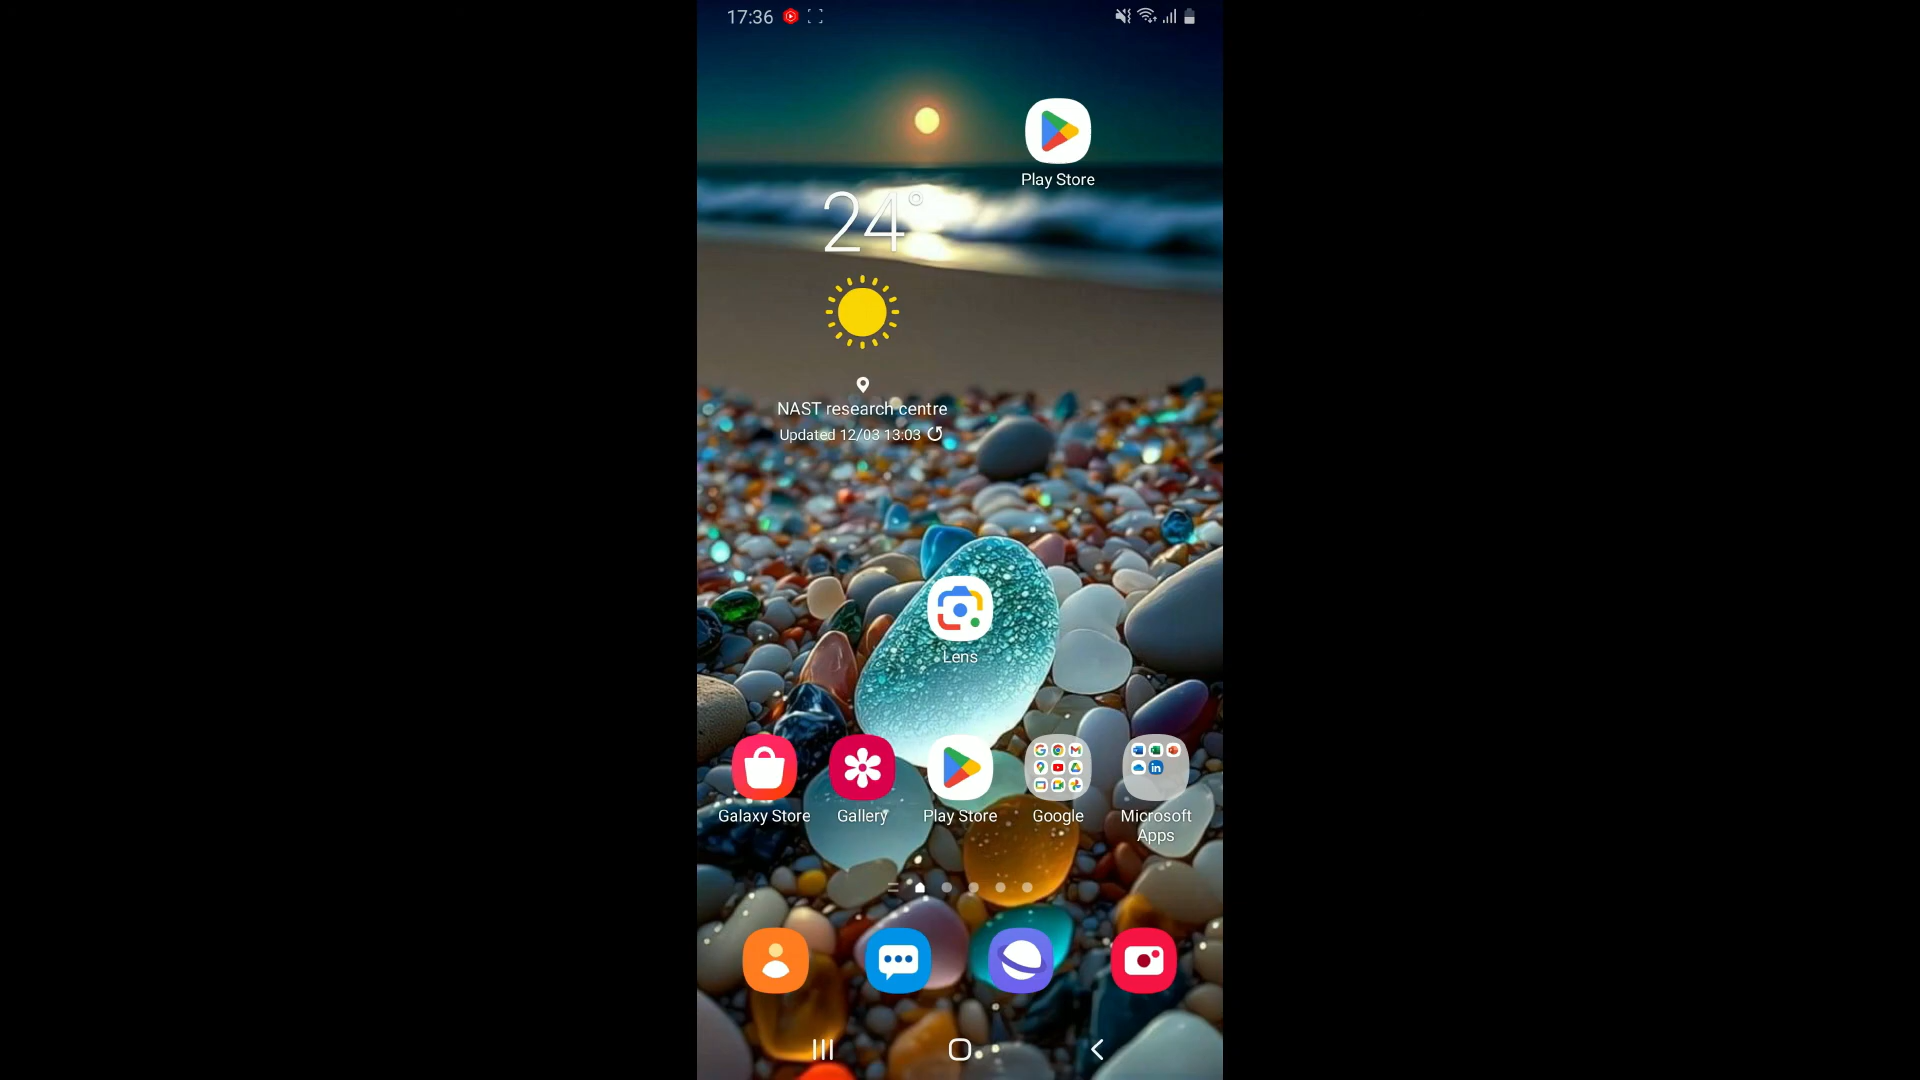 17:36
Play Store
24°
NAST research centre
Updated 12/03 13:03
Lens
Galaxy Store
Gallery
Play Store
Google
Microsoft
Apps